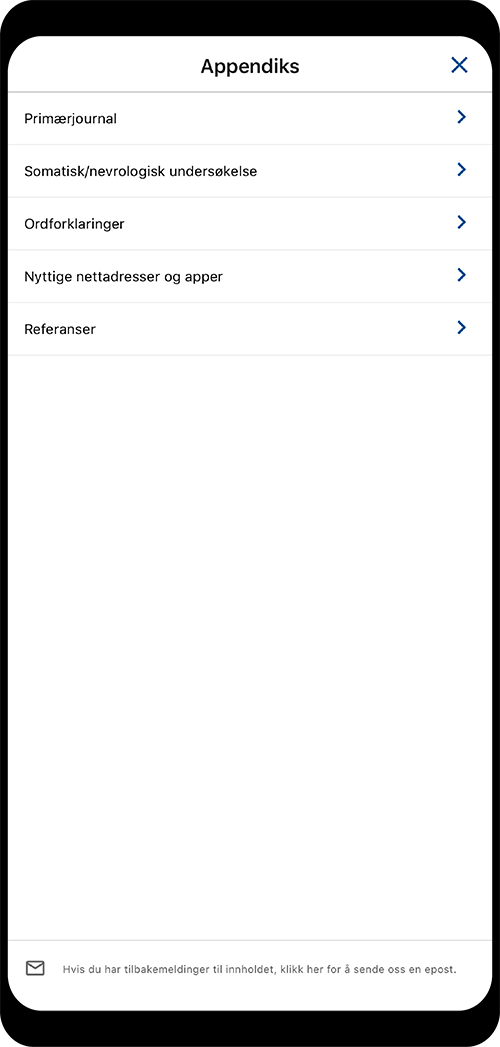 Appendiks
Primærjournal
Somatisk/nevrologisk undersøkelse
Ordforklaringer
Nyttige nettadresser og apper
Referanser
Hvis du har tilbakemeldinger til innholdet, klikk her for å sende oss en epost.